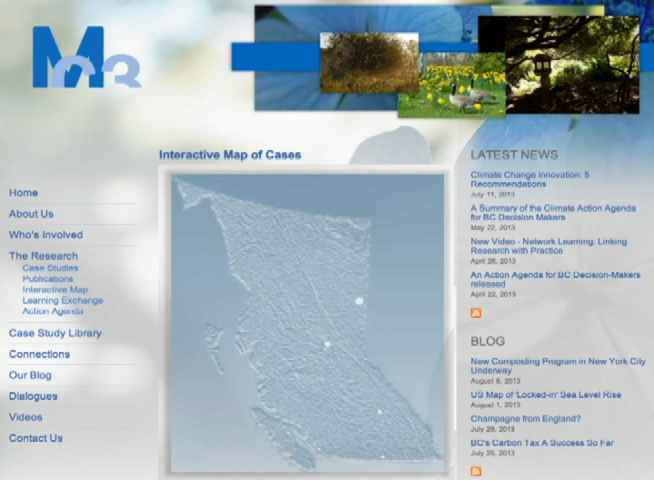 MC3
Interactive Map of Cases
Home
About Us
Who's Involved
The Research
Case Studies
Publications
Interactive Map
Learning Exchange
Action Agenda
Case Study Library
Connections
Our Blog
Dialogues
Videos
Contact Us
LATEST NEWS
Climate Change Innovation: 5
Recommendations
July 11, 2013
A Summary of the Climate Action Agenda
for BC Decision Makers
May 22, 2013
New Video - Network Learning: Linking
Research with Practice
April 26, 2013
An Action Agenda for BC Decision-Makers
released
April 22, 2013
BLOG
New Composting Program in New York City
Underway
August 8, 2013
US Map of 'Locked-in' Sea Level Rise
August 1, 2013
Champagne from England?
July 29, 2013
BC's Carbon Tax A Success So Far
July 25, 2013